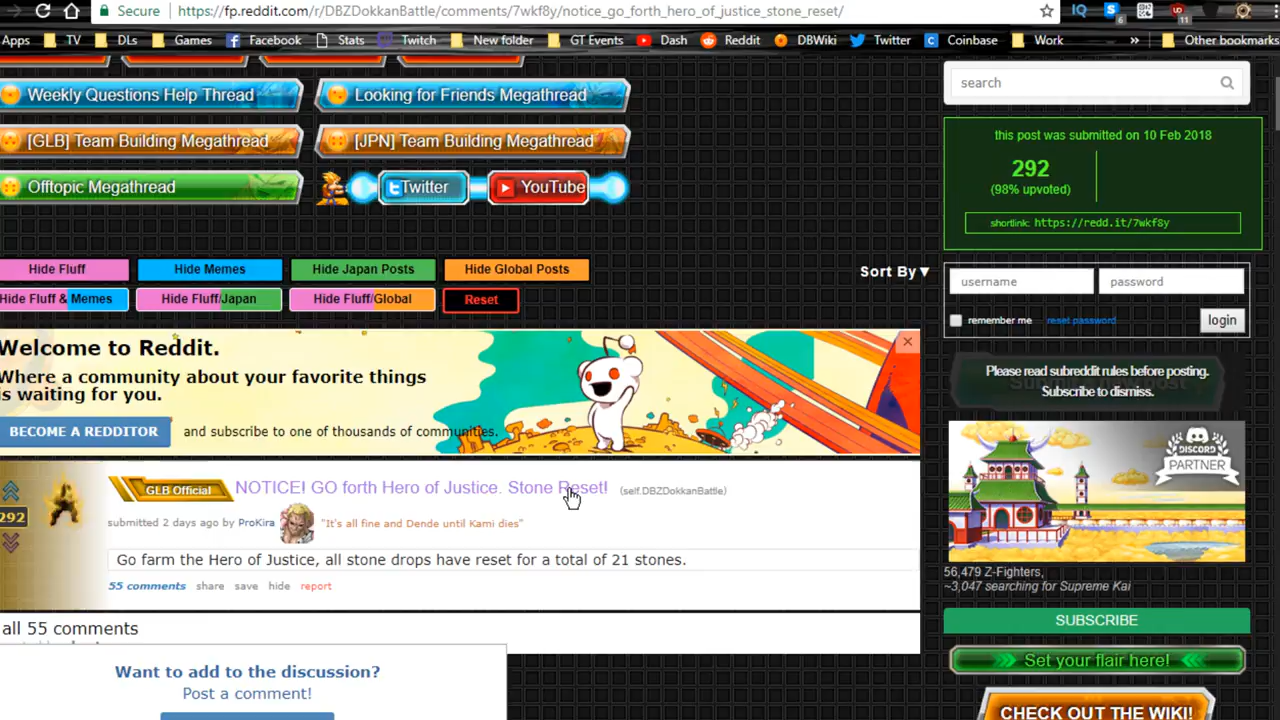 Secure https://fp.reddit.com/r/DBZDokkanBattle/comments/7wkf8y/notice_go_forth_hero_of_justice_stone_reset/
IQ S 6 11
Apps TV DLs Games Facebook Stats Twitch New folder GT Events Dash Reddit DBWiki Twitter Coinbase Work » Other bookmarks
Weekly Questions Help Thread Looking for Friends Megathread
[GLB] Team Building Megathread [JPN] Team Building Megathread
Offtopic Megathread Twitter YouTube
search
this post was submitted on 10 Feb 2018
292
(98% upvoted)
shortlink: https://redd.it/7wkf8y
Hide Fluff Hide Memes Hide Japan Posts Hide Global Posts Sort By▼
Hide Fluff & Memes Hide Fluff/Japan Hide Fluff/Global Reset
username password
remember me reset password login
Welcome to Reddit.
Where a community about your favorite things
is waiting for you.
BECOME A REDDITOR and subscribe to one of thousands of communities.
×
Please read subreddit rules before posting.
Subscribe to dismiss.
DISCORD
PARTNER
292
GLB Official NOTICE! GO forth Hero of Justice. Stone Reset! (self.DBZDokkanBattle)
submitted 2 days ago by ProKira "It's all fine and Dende until Kami dies"
Go farm the Hero of Justice, all stone drops have reset for a total of 21 stones.
55 comments share save hide report
all 55 comments
Want to add to the discussion?
Post a comment!
56,479 Z-Fighters,
~3,047 searching for Supreme Kai
SUBSCRIBE
Set your flair here!
CHECK OUT THE WIKI!